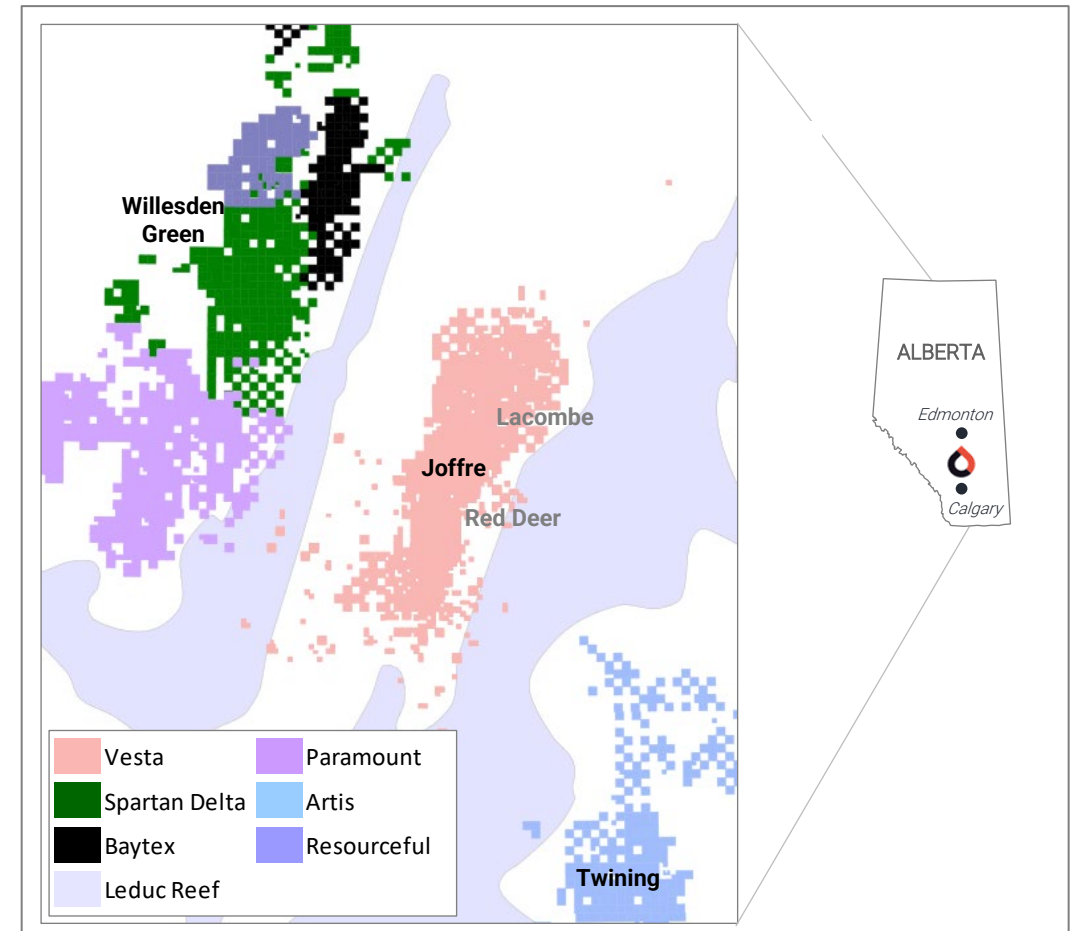 Willesden
Green
Lacombe
Joffre
Red Deer
Twining
Vesta
Paramount
Spartan Delta
Artis
Baytex
Resourceful
Leduc Reef
ALBERTA
Edmonton
Calgary